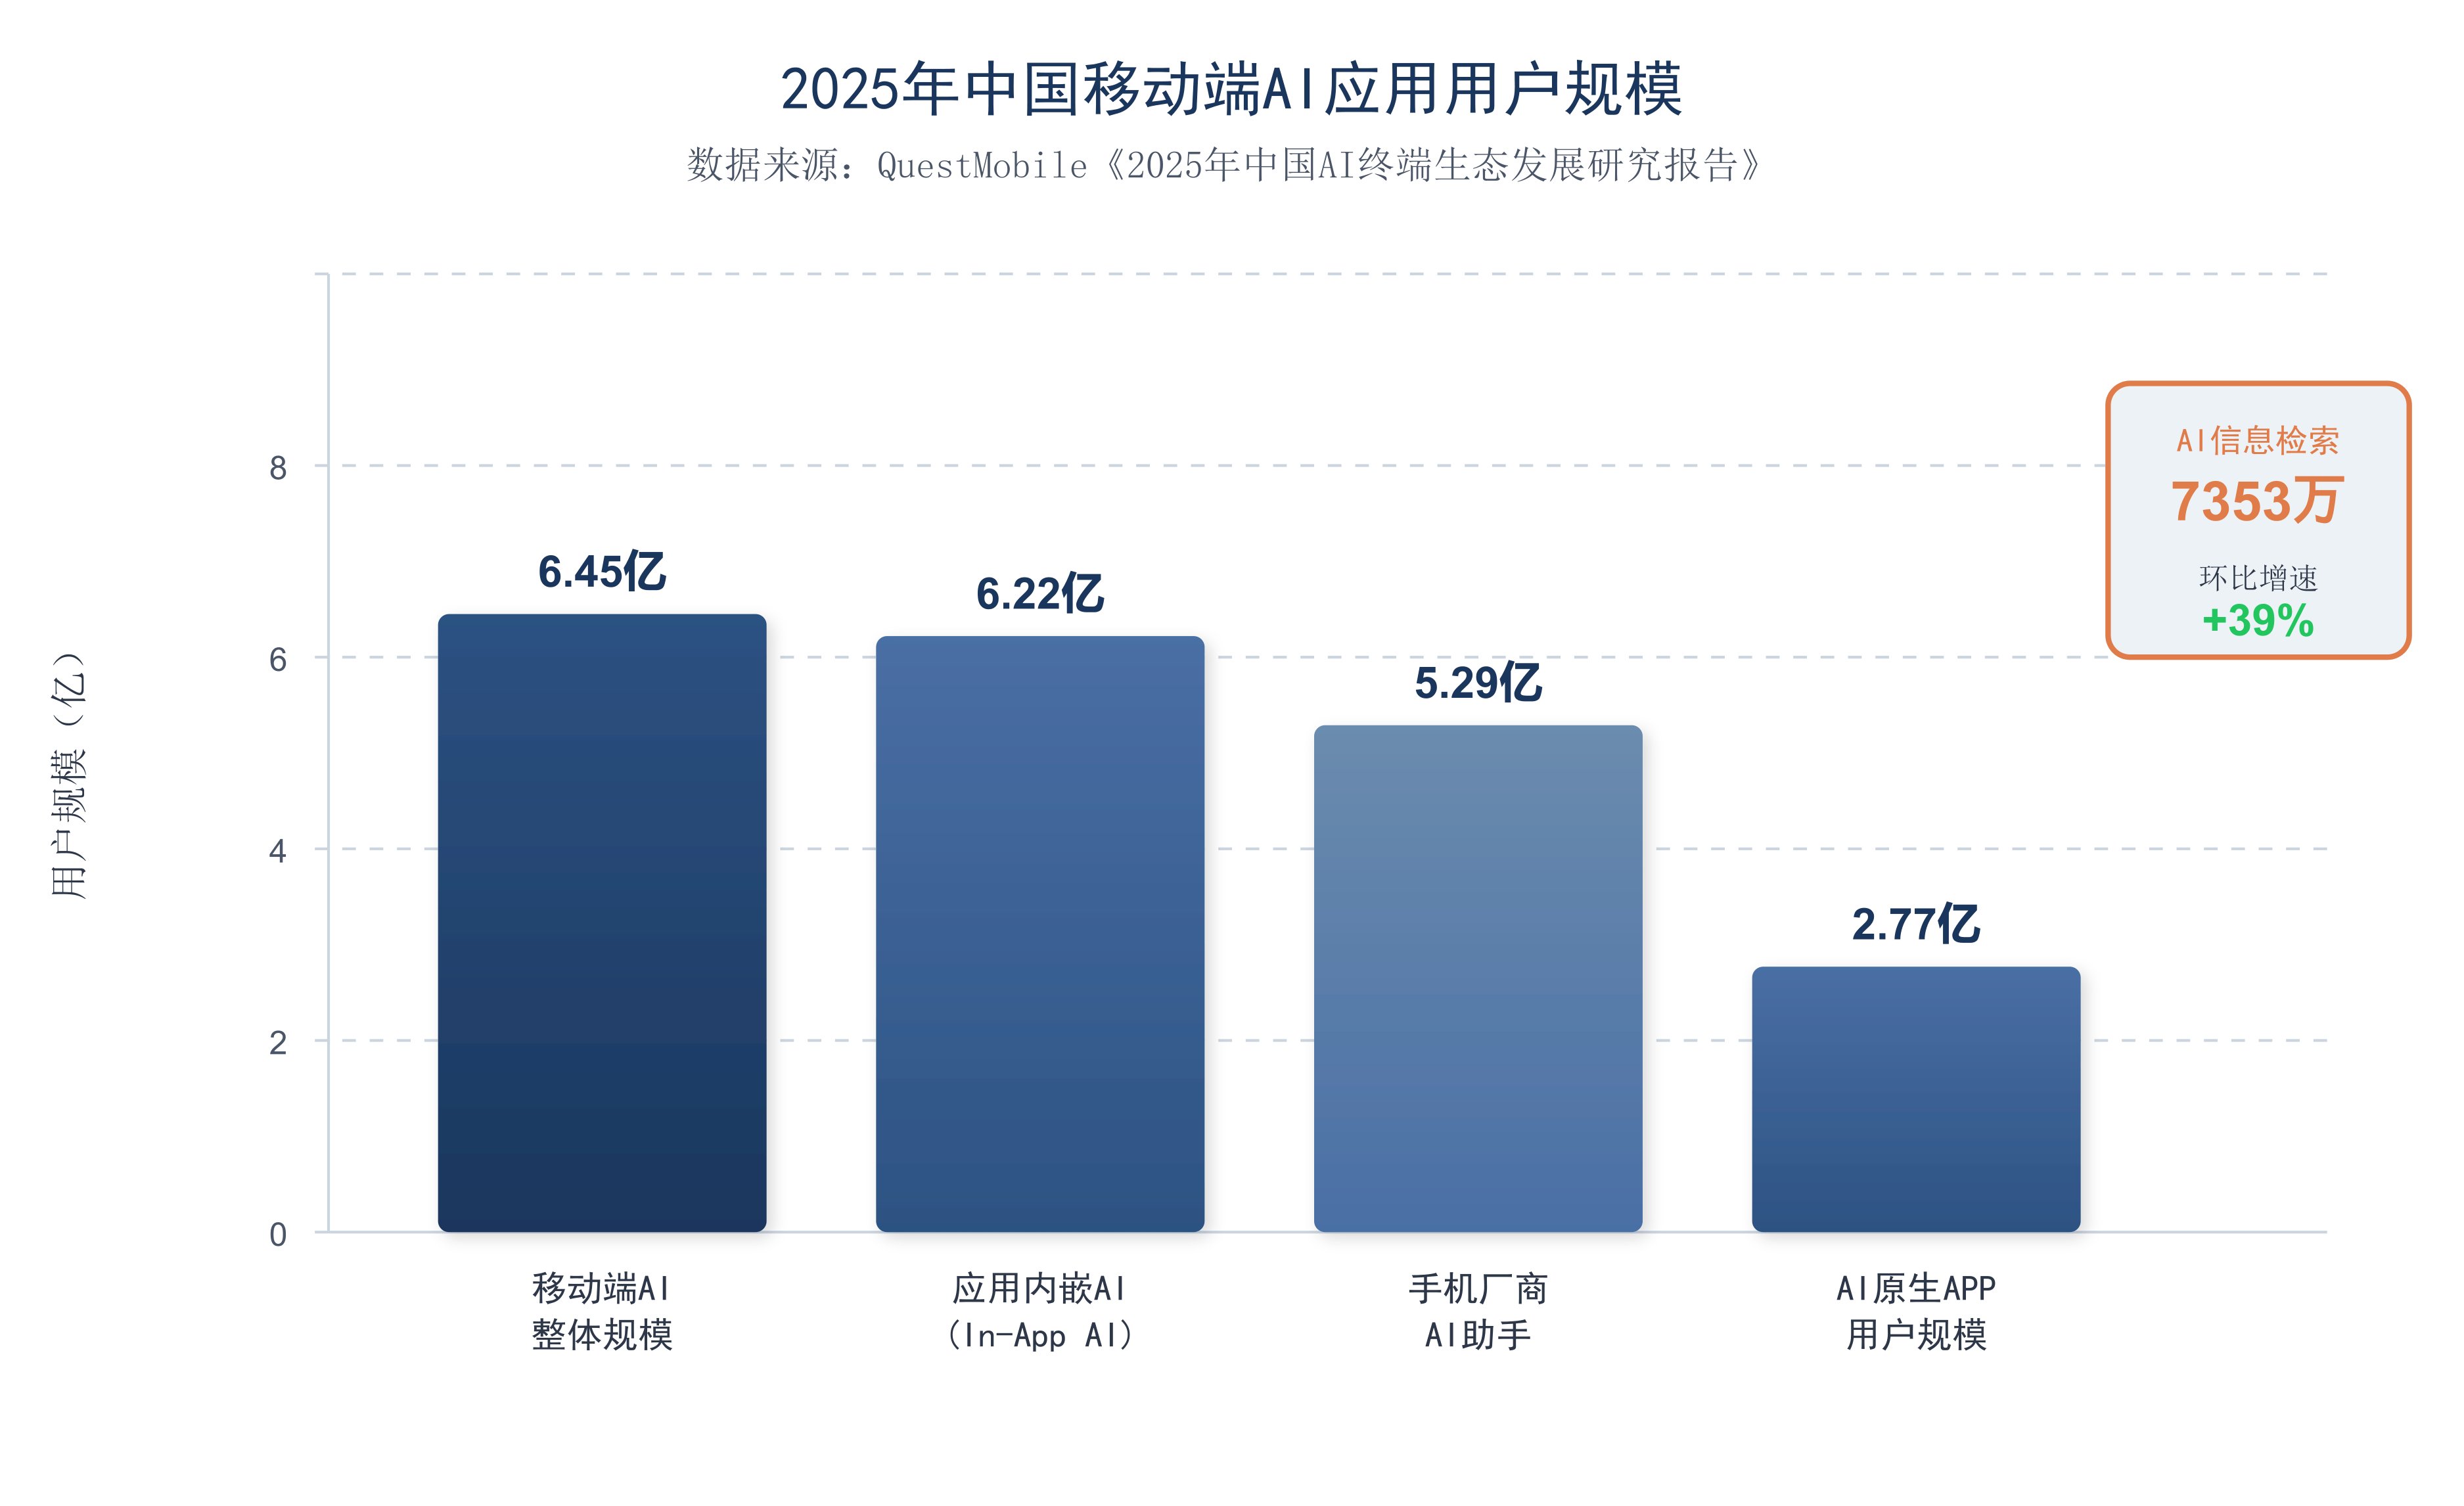 2025年中国移动端AI应用用户规模
数据来源：QuestMobile《2025年中国AI终端生态发展研究报告》
用户规模（亿）
8
6
4
2
0
6.45亿
6.22亿
5.29亿
2.77亿
AI信息检索
7353万
环比增速
+39%
移动端AI
整体规模
应用内嵌AI
(In-App AI)
手机厂商
AI助手
AI原生APP
用户规模